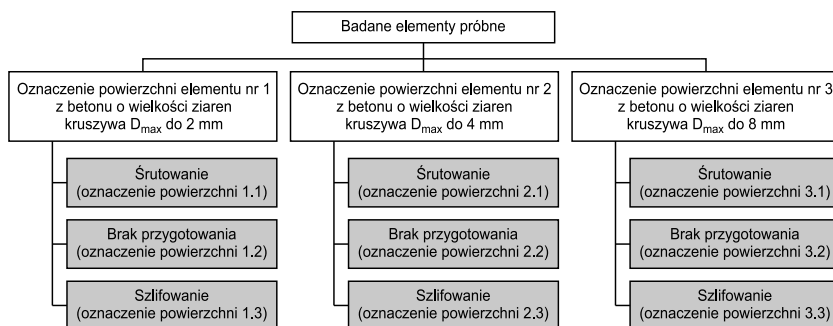 Badane elementy próbne
Oznaczenie powierzchni elementu nr 1
z betonu o wielkości ziaren
kruszywa Dmax do 2 mm
Śrutowanie
(oznaczenie powierzchni 1.1)
Brak przygotowania
(oznaczenie powierzchni 1.2)
Szlifowanie
(oznaczenie powierzchni 1.3)
Oznaczenie powierzchni elementu nr 2
z betonu o wielkości ziaren
kruszywa Dmax do 4 mm
Śrutowanie
(oznaczenie powierzchni 2.1)
Brak przygotowania
(oznaczenie powierzchni 2.2)
Szlifowanie
(oznaczenie powierzchni 2.3)
Oznaczenie powierzchni elementu nr 3
z betonu o wielkości ziaren
kruszywa Dmax do 8 mm
Śrutowanie
(oznaczenie powierzchni 3.1)
Brak przygotowania
(oznaczenie powierzchni 3.2)
Szlifowanie
(oznaczenie powierzchni 3.3)